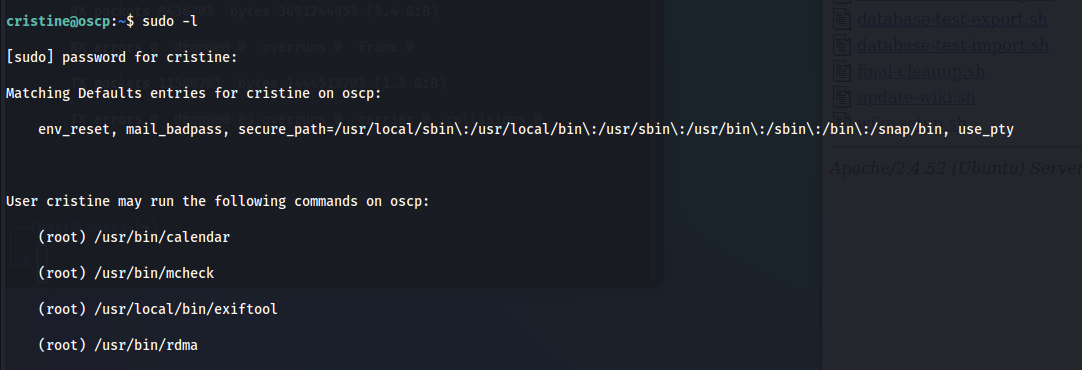 cristine@oscp:~$ sudo -l
[sudo] password for cristine:
Matching Defaults entries for cristine on oscp:
env_reset, mail_badpass, secure_path=/usr/local/sbin\:/usr/local/bin\:/usr/sbin\:/usr/bin\:/sbin\:/bin\:/snap/bin, use_pty
User cristine may run the following commands on oscp:
(root) /usr/bin/calendar
(root) /usr/bin/mcheck
(root) /usr/local/bin/exiftool
(root) /usr/bin/rdma
database-test-export.sh
database-test-unport.sh
final-cleanup.sh
update-wiki.sh
Apache/2.4.52 (Ubuntu) Server